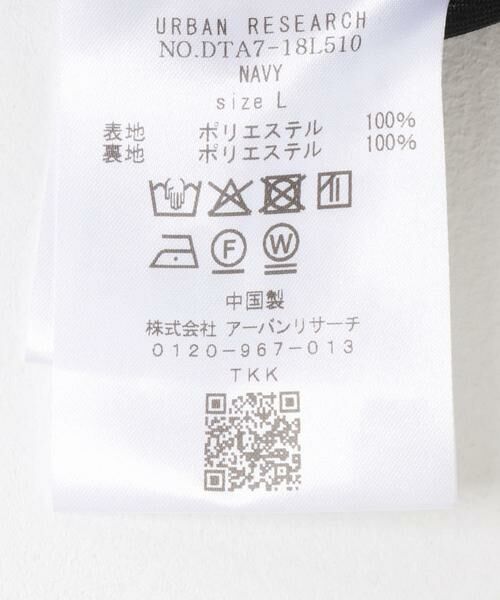 URBAN RESEARCH
NO.DTA7-18L510
NAVY
size L
表地 ポリエステル 100%
裏地 ポリエステル 100%
F W
中国製
株式会社 アーバンリサーチ
0120-967-013
TKK